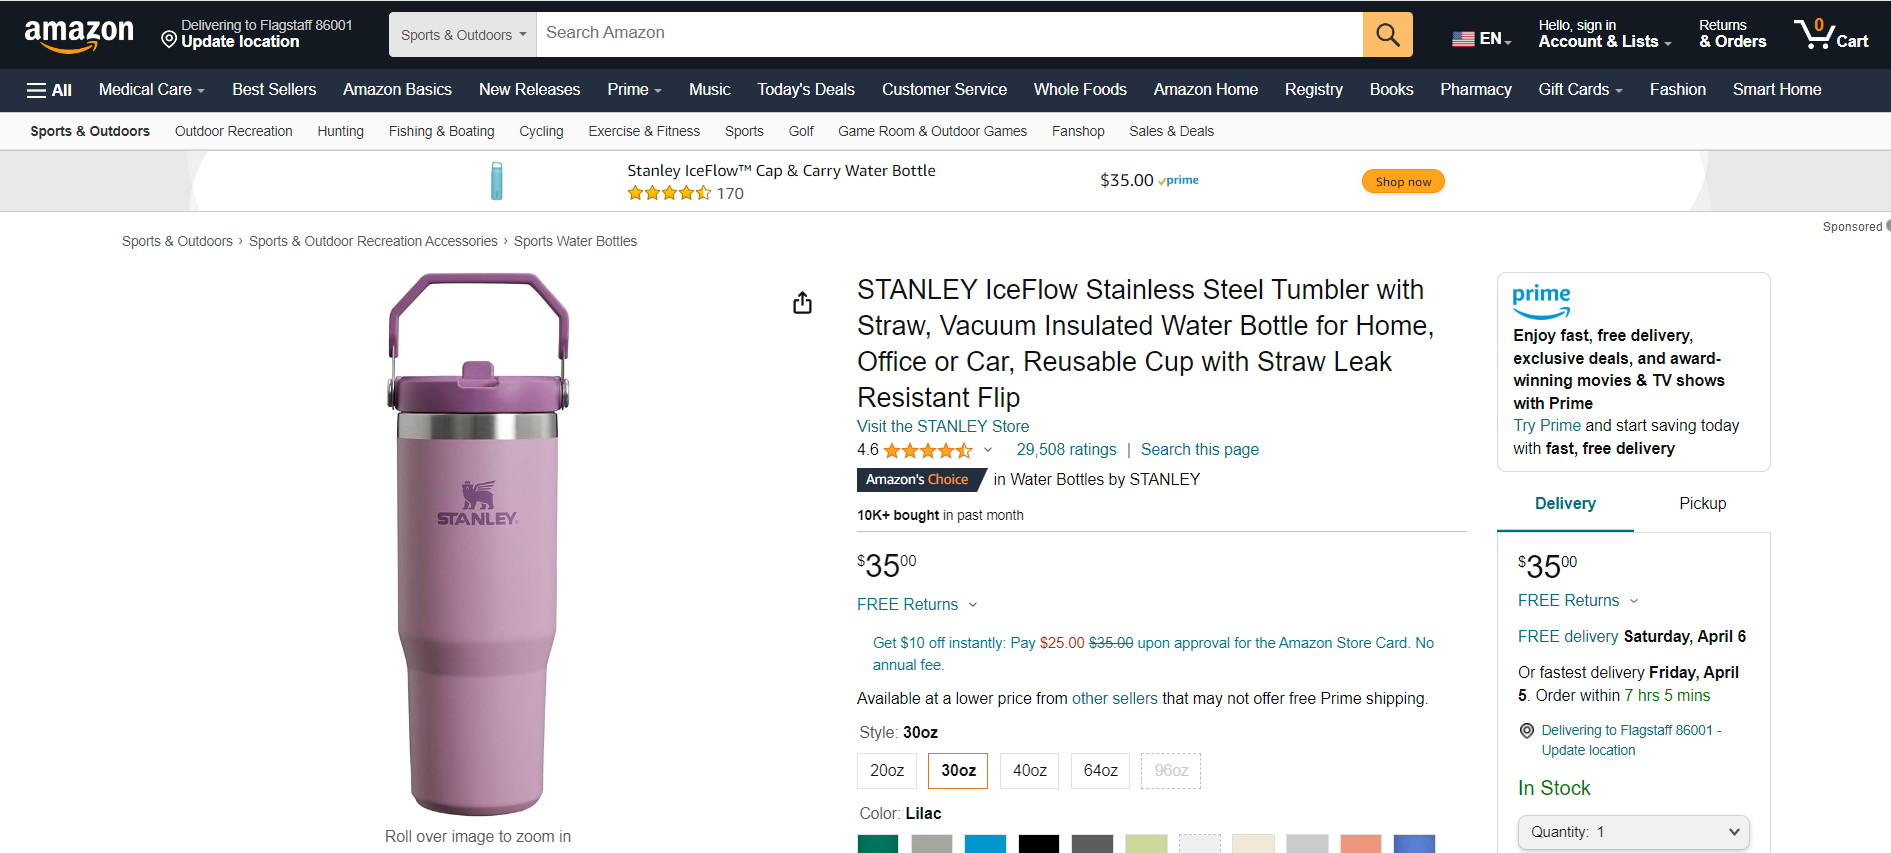 amazon
Delivering to Flagstaff 86001
Update location
Sports & Outdoors
Search Amazon
EN
Hello, sign in
Account & Lists
Returns
& Orders
0
Cart
All
Medical Care
Best Sellers
Amazon Basics
New Releases
Prime
Music
Today's Deals
Customer Service
Whole Foods
Amazon Home
Registry
Books
Pharmacy
Gift Cards
Fashion
Smart Home
Sports & Outdoors
Outdoor Recreation
Hunting
Fishing & Boating
Cycling
Exercise & Fitness
Sports
Golf
Game Room & Outdoor Games
Fanshop
Sales & Deals
Stanley IceFlow™ Cap & Carry Water Bottle
170
$35.00 prime
Shop now
Sponsored
Sports & Outdoors › Sports & Outdoor Recreation Accessories › Sports Water Bottles
STANLEY
Roll over image to zoom in
STANLEY IceFlow Stainless Steel Tumbler with
Straw, Vacuum Insulated Water Bottle for Home,
Office or Car, Reusable Cup with Straw Leak
Resistant Flip
Visit the STANLEY Store
4.6 29,508 ratings | Search this page
Amazon's Choice in Water Bottles by STANLEY
10K+ bought in past month
$35 00
FREE Returns
Get $10 off instantly: Pay $25.00 $35.00 upon approval for the Amazon Store Card. No
annual fee.
Available at a lower price from other sellers that may not offer free Prime shipping.
Style: 30oz
20oz
30oz
40oz
64oz
96oz
Color: Lilac
prime
Enjoy fast, free delivery,
exclusive deals, and award-
winning movies & TV shows
with Prime
Try Prime and start saving today
with fast, free delivery
Delivery
Pickup
$35 00
FREE Returns
FREE delivery Saturday, April 6
Or fastest delivery Friday, April
5. Order within 7 hrs 5 mins
Delivering to Flagstaff 86001 -
Update location
In Stock
Quantity: 1